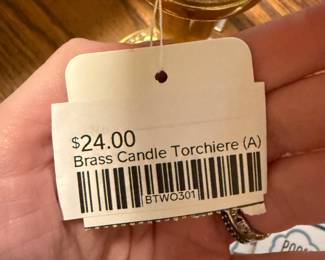 $24.00
Brass Candle Torchiere (A)
BTWO301